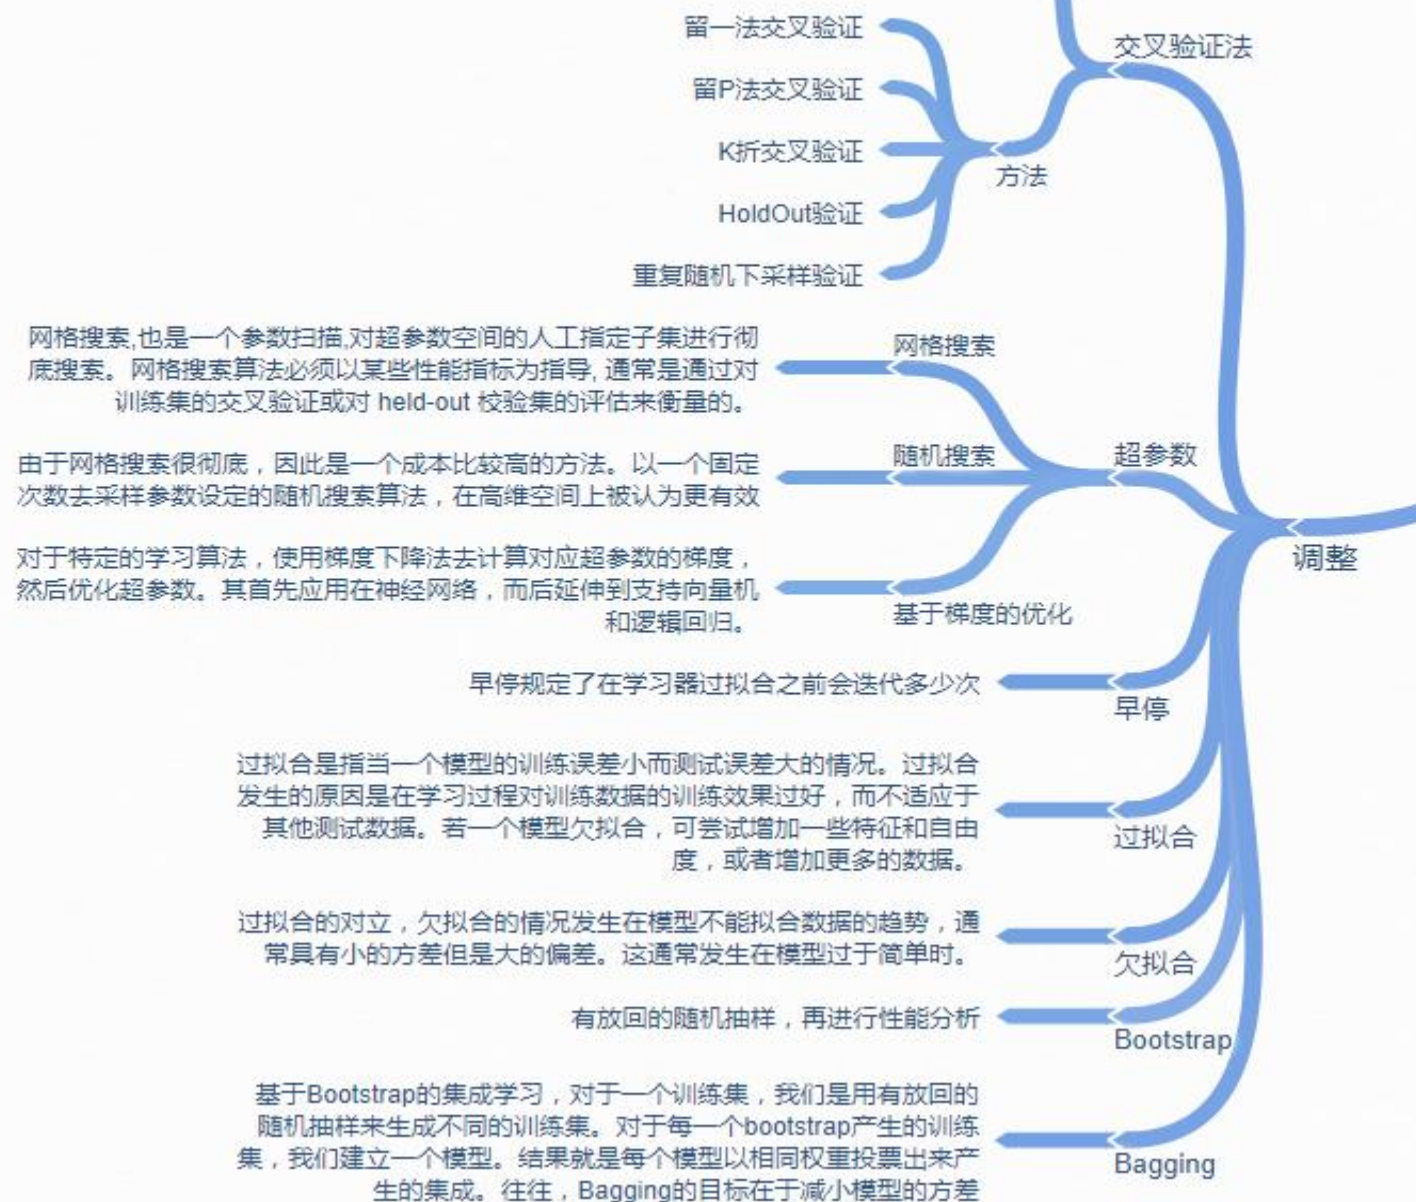 留一法交叉验证
交叉验证法
留P法交叉验证
K折交叉验证
方法
HoldOut验证
重复随机下采样验证
网格搜索,也是一个参数扫描,对超参数空间的人工指定子集进行彻
底搜索。网格搜索算法必须以某些性能指标为指导, 通常是通过对
训练集的交叉验证或对 held-out 校验集的评估来衡量的。
网格搜索
由于网格搜索很彻底，因此是一个成本比较高的方法。以一个固定
次数去采样参数设定的随机搜索算法，在高维空间上被认为更有效
随机搜索
超参数
对于特定的学习算法，使用梯度下降法去计算对应超参数的梯度，
然后优化超参数。其首先应用在神经网络，而后延伸到支持向量机
和逻辑回归。
基于梯度的优化
调整
早停规定了在学习器过拟合之前会迭代多少次
早停
过拟合是指当一个模型的训练误差小而测试误差大的情况。过拟合
发生的原因是在学习过程对训练数据的训练效果过好，而不适应于
其他测试数据。若一个模型欠拟合，可尝试增加一些特征和自由
度，或者增加更多的数据。
过拟合
过拟合的对立，欠拟合的情况发生在模型不能拟合数据的趋势，通
常具有小的方差但是大的偏差。这通常发生在模型过于简单时。
欠拟合
有放回的随机抽样，再进行性能分析
Bootstrap
基于Bootstrap的集成学习，对于一个训练集，我们是用有放回的
随机抽样来生成不同的训练集。对于每一个bootstrap产生的训练
集，我们建立一个模型。结果就是每个模型以相同权重投票出来产
生的集成。往往，Bagging的目标在于减小模型的方差
Bagging